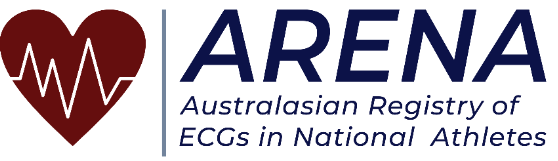 ARENA
Australasian Registry of
ECGs in National Athletes